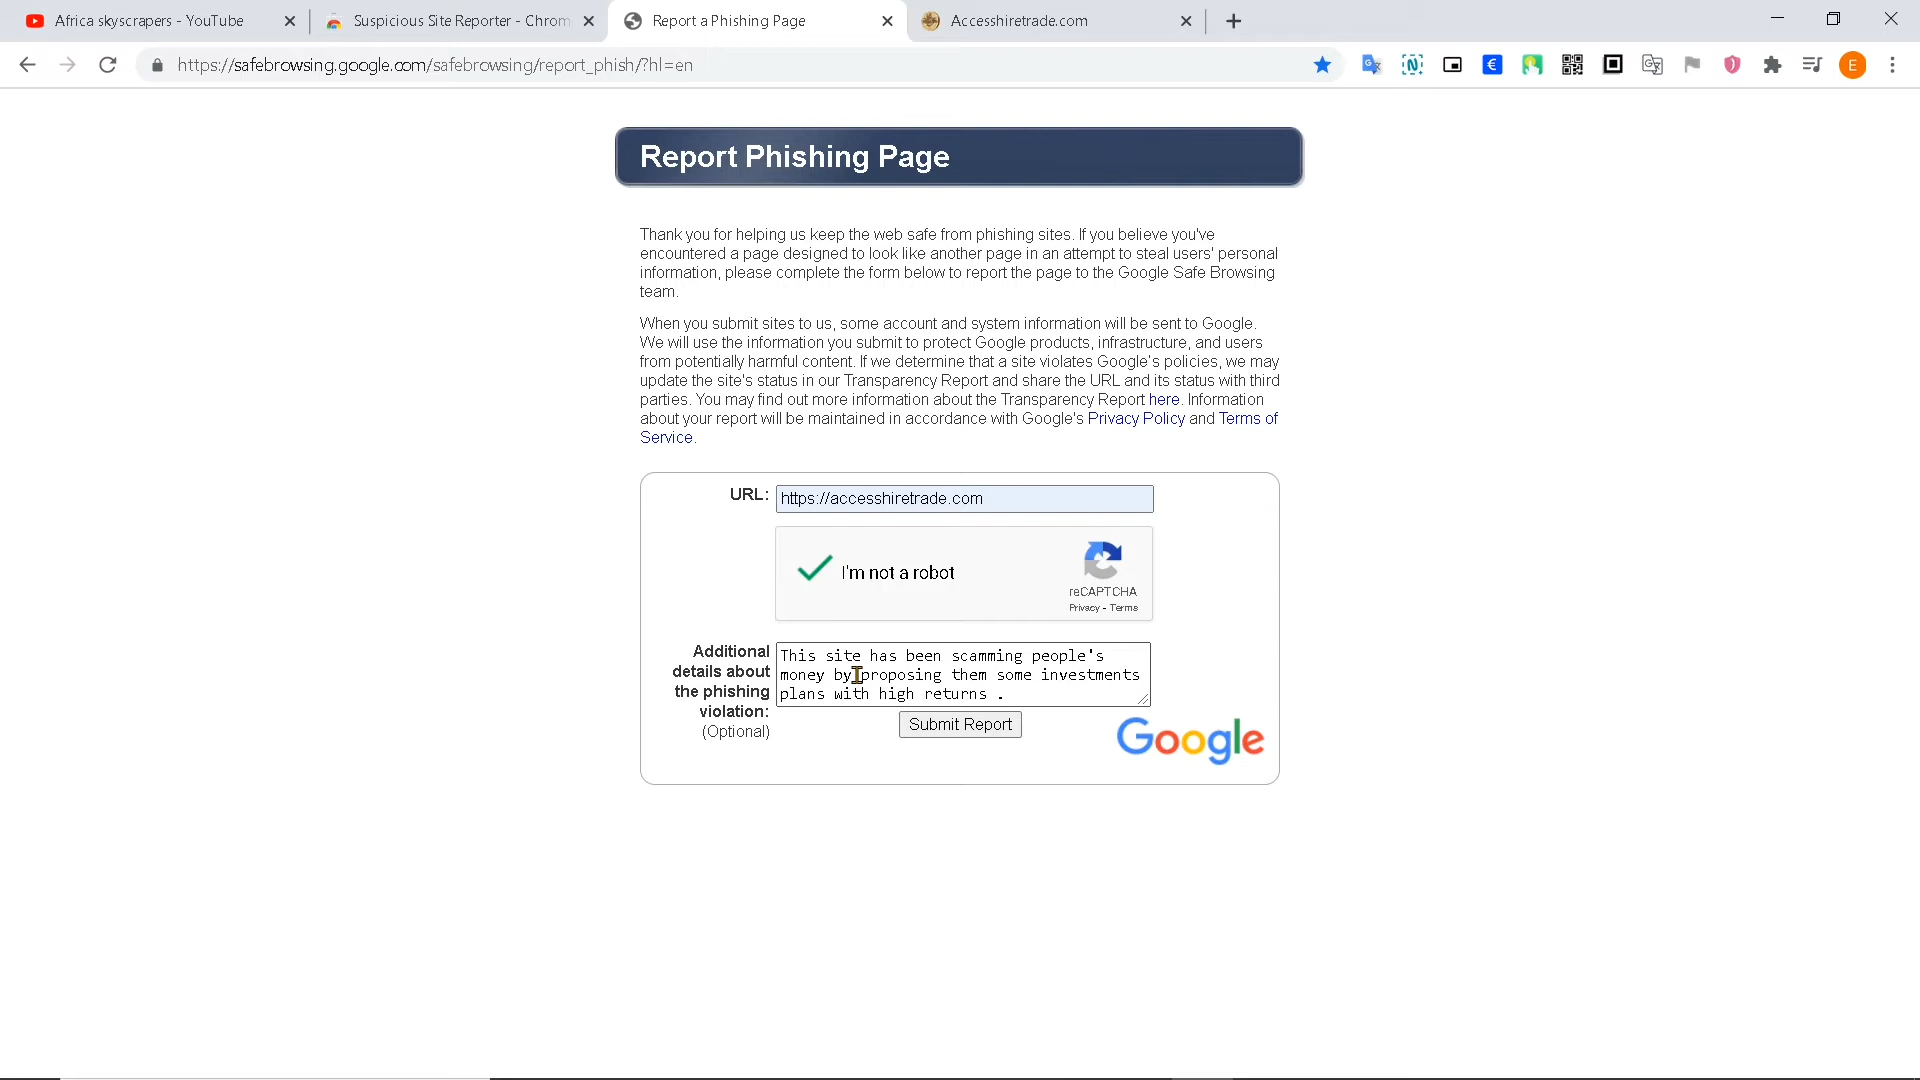 Africa skyscrapers - YouTube
Suspicious Site Reporter - Chrom
Report a Phishing Page
Accesshiretrade.com
https://safebrowsing.google.com/safebrowsing/report_phish/?hl=en
E
Report Phishing Page
Thank you for helping us keep the web safe from phishing sites. If you believe you've
encountered a page designed to look like another page in an attempt to steal users' personal
information, please complete the form below to report the page to the Google Safe Browsing
team.
When you submit sites to us, some account and system information will be sent to Google.
We will use the information you submit to protect Google products, infrastructure, and users
from potentially harmful content. If we determine that a site violates Google's policies, we may
update the site's status in our Transparency Report and share the URL and its status with third
parties. You may find out more information about the Transparency Report here. Information
about your report will be maintained in accordance with Google's Privacy Policy and Terms of
Service.
URL: https://accesshiretrade.com
I'm not a robot
reCAPTCHA
Privacy - Terms
Additional
details about
the phishing
violation:
(Optional)
This site has been scamming people's
money by proposing them some investments
plans with high returns .
Submit Report
Google